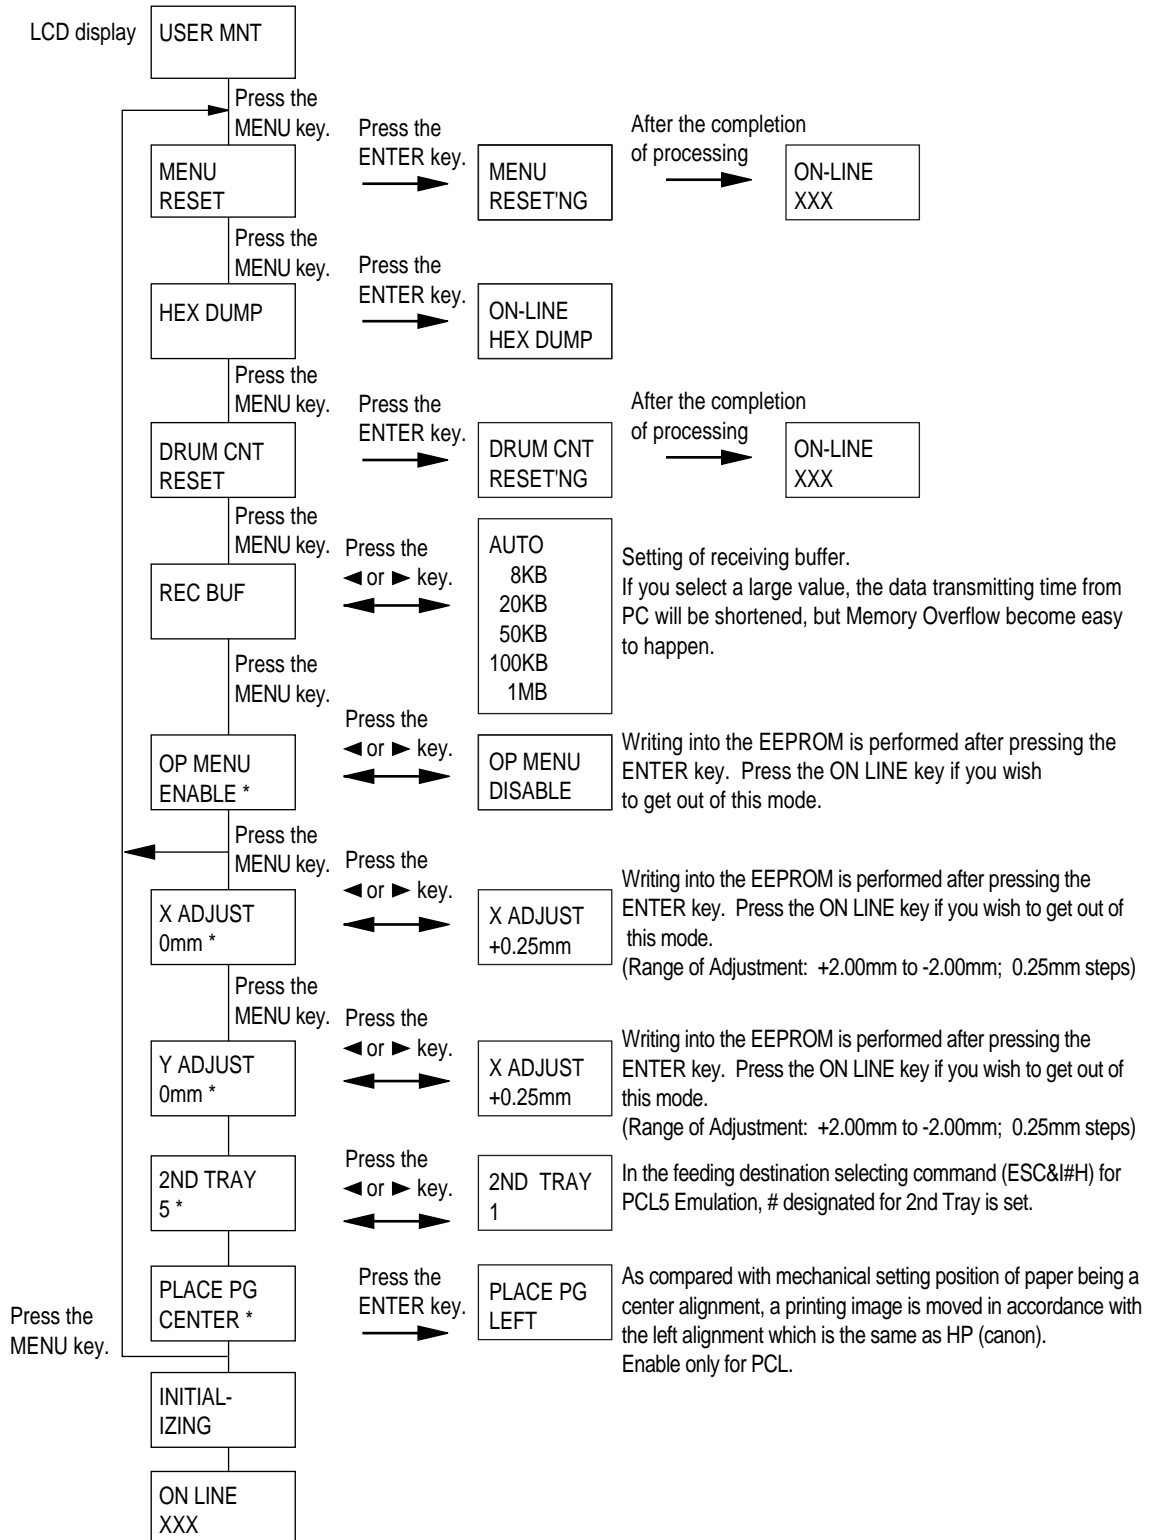 LCD display
USER MNT
Press the
MENU key.
MENU
RESET
Press the
ENTER key.
MENU
RESET'NG
After the completion
of processing
ON-LINE
XXX
Press the
MENU key.
HEX DUMP
Press the
ENTER key.
ON-LINE
HEX DUMP
Press the
MENU key.
DRUM CNT
RESET
Press the
ENTER key.
DRUM CNT
RESET'NG
After the completion
of processing
ON-LINE
XXX
Press the
MENU key.
REC BUF
Press the
◄ or ► key.
AUTO
8KB
20KB
50KB
100KB
1MB
Setting of receiving buffer.
If you select a large value, the data transmitting time from
PC will be shortened, but Memory Overflow become easy
to happen.
Press the
MENU key.
OP MENU
ENABLE *
Press the
◄ or ► key.
OP MENU
DISABLE
Writing into the EEPROM is performed after pressing the
ENTER key. Press the ON LINE key if you wish
to get out of this mode.
Press the
MENU key.
X ADJUST
0mm *
Press the
◄ or ► key.
X ADJUST
+0.25mm
Writing into the EEPROM is performed after pressing the
ENTER key. Press the ON LINE key if you wish to get out of
this mode.
(Range of Adjustment: +2.00mm to -2.00mm; 0.25mm steps)
Press the
MENU key.
Y ADJUST
0mm *
Press the
◄ or ► key.
X ADJUST
+0.25mm
Writing into the EEPROM is performed after pressing the
ENTER key. Press the ON LINE key if you wish to get out of
this mode.
(Range of Adjustment: +2.00mm to -2.00mm; 0.25mm steps)
2ND TRAY
5 *
Press the
◄ or ► key.
2ND TRAY
1
In the feeding destination selecting command (ESC&I#H) for
PCL5 Emulation, # designated for 2nd Tray is set.
PLACE PG
CENTER *
Press the
ENTER key.
PLACE PG
LEFT
As compared with mechanical setting position of paper being a
center alignment, a printing image is moved in accordance with
the left alignment which is the same as HP (canon).
Enable only for PCL.
Press the
MENU key.
INITIAL-
IZING
ON LINE
XXX